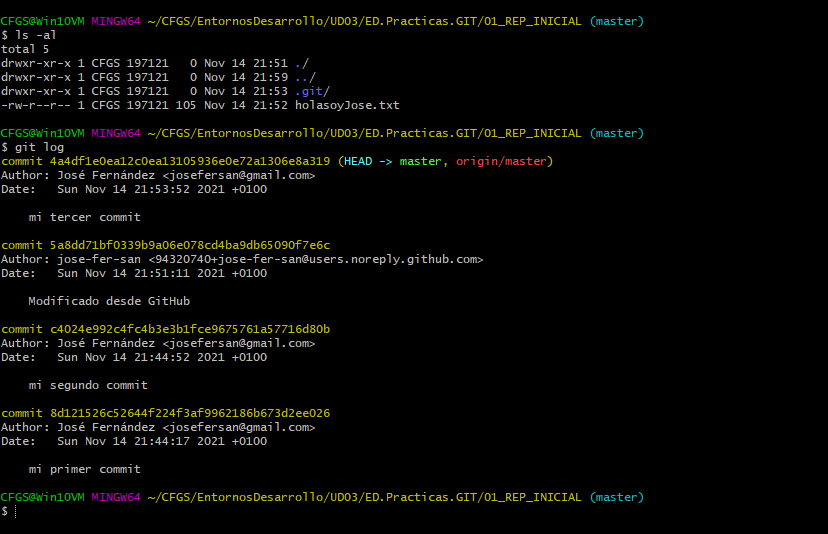 CFGS@Win10VM MINGW64 ~/CFGS/EntornosDesarrollo/UD03/ED.Practicas.GIT/01_REP_INICIAL (master)
$ ls -al
total 5
drwxr-xr-x 1 CFGS 197121   0 Nov 14 21:51 ./
drwxr-xr-x 1 CFGS 197121   0 Nov 14 21:59 ../
drwxr-xr-x 1 CFGS 197121   0 Nov 14 21:53 .git/
-rw-r--r-- 1 CFGS 197121 105 Nov 14 21:52 holasoyJose.txt
CFGS@Win10VM MINGW64 ~/CFGS/EntornosDesarrollo/UD03/ED.Practicas.GIT/01_REP_INICIAL (master)
$ git log
commit 4a4df1e0ea12c0ea13105936e0e72a1306e8a319 (HEAD -> master, origin/master)
Author: José Fernández <josefersan@gmail.com>
Date:   Sun Nov 14 21:53:52 2021 +0100
mi tercer commit
commit 5a8dd71bf0339b9a06e078cd4ba9db65090f7e6c
Author: jose-fer-san <94320740+jose-fer-san@users.noreply.github.com>
Date:   Sun Nov 14 21:51:11 2021 +0100
Modificado desde GitHub
commit c4024e992c4fc4b3e3b1fce9675761a57716d80b
Author: José Fernández <josefersan@gmail.com>
Date:   Sun Nov 14 21:44:52 2021 +0100
mi segundo commit
commit 8d121526c52644f224f3af9962186b673d2ee026
Author: José Fernández <josefersan@gmail.com>
Date:   Sun Nov 14 21:44:17 2021 +0100
mi primer commit
CFGS@Win10VM MINGW64 ~/CFGS/EntornosDesarrollo/UD03/ED.Practicas.GIT/01_REP_INICIAL (master)
$